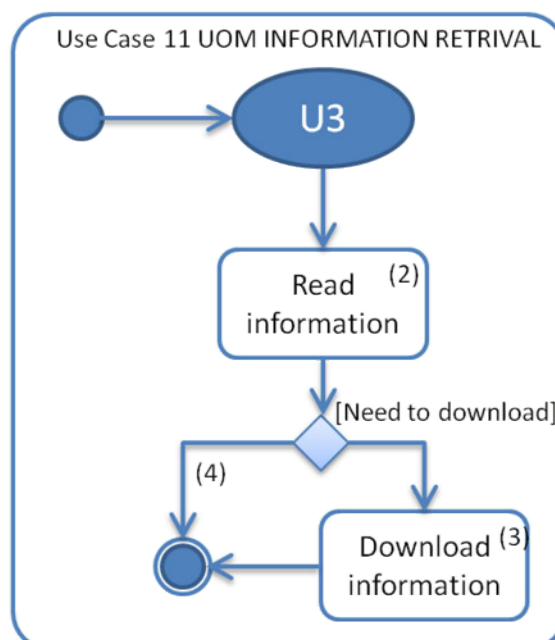 Use Case 11 UOM INFORMATION RETRIVAL
U3
Read (2)
information
[Need to download]
(4)
Download (3)
information